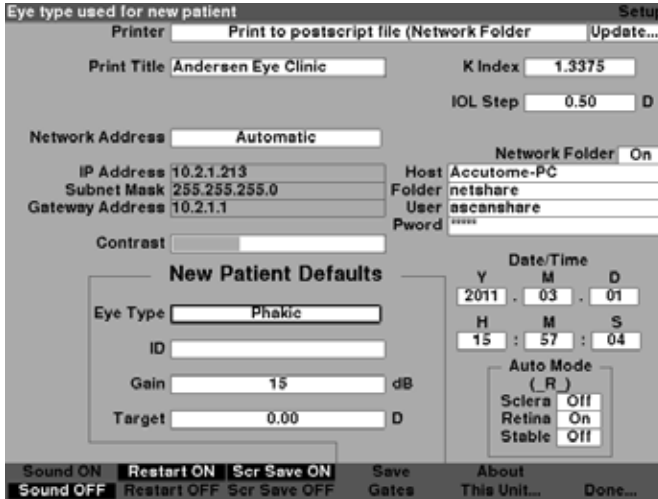 Eye type used for new patient Setup
Printer Print to postscript file (Network Folder Update...
Print Title Andersen Eye Clinic K Index 1.3375
IOL Step 0.50 D
Network Address Automatic
Network Folder On
IP Address 10.2.1.213 Host Accutome-PC
Subnet Mask 255.255.255.0 Folder netshare
Gateway Address 10.2.1.1 User ascanshare
Pword *****
Contrast
Date/Time
New Patient Defaults Y M D
2011 . 03 . 01
Eye Type Phakic H M S
15 : 57 : 04
ID
Auto Mode
Gain 15 dB (_R_)
Sclera Off
Target 0.00 D Retina On
Stable Off
Sound ON Restart ON Scr Save ON Save About
Sound OFF Restart OFF Scr Save OFF Gates This Unit... Done...